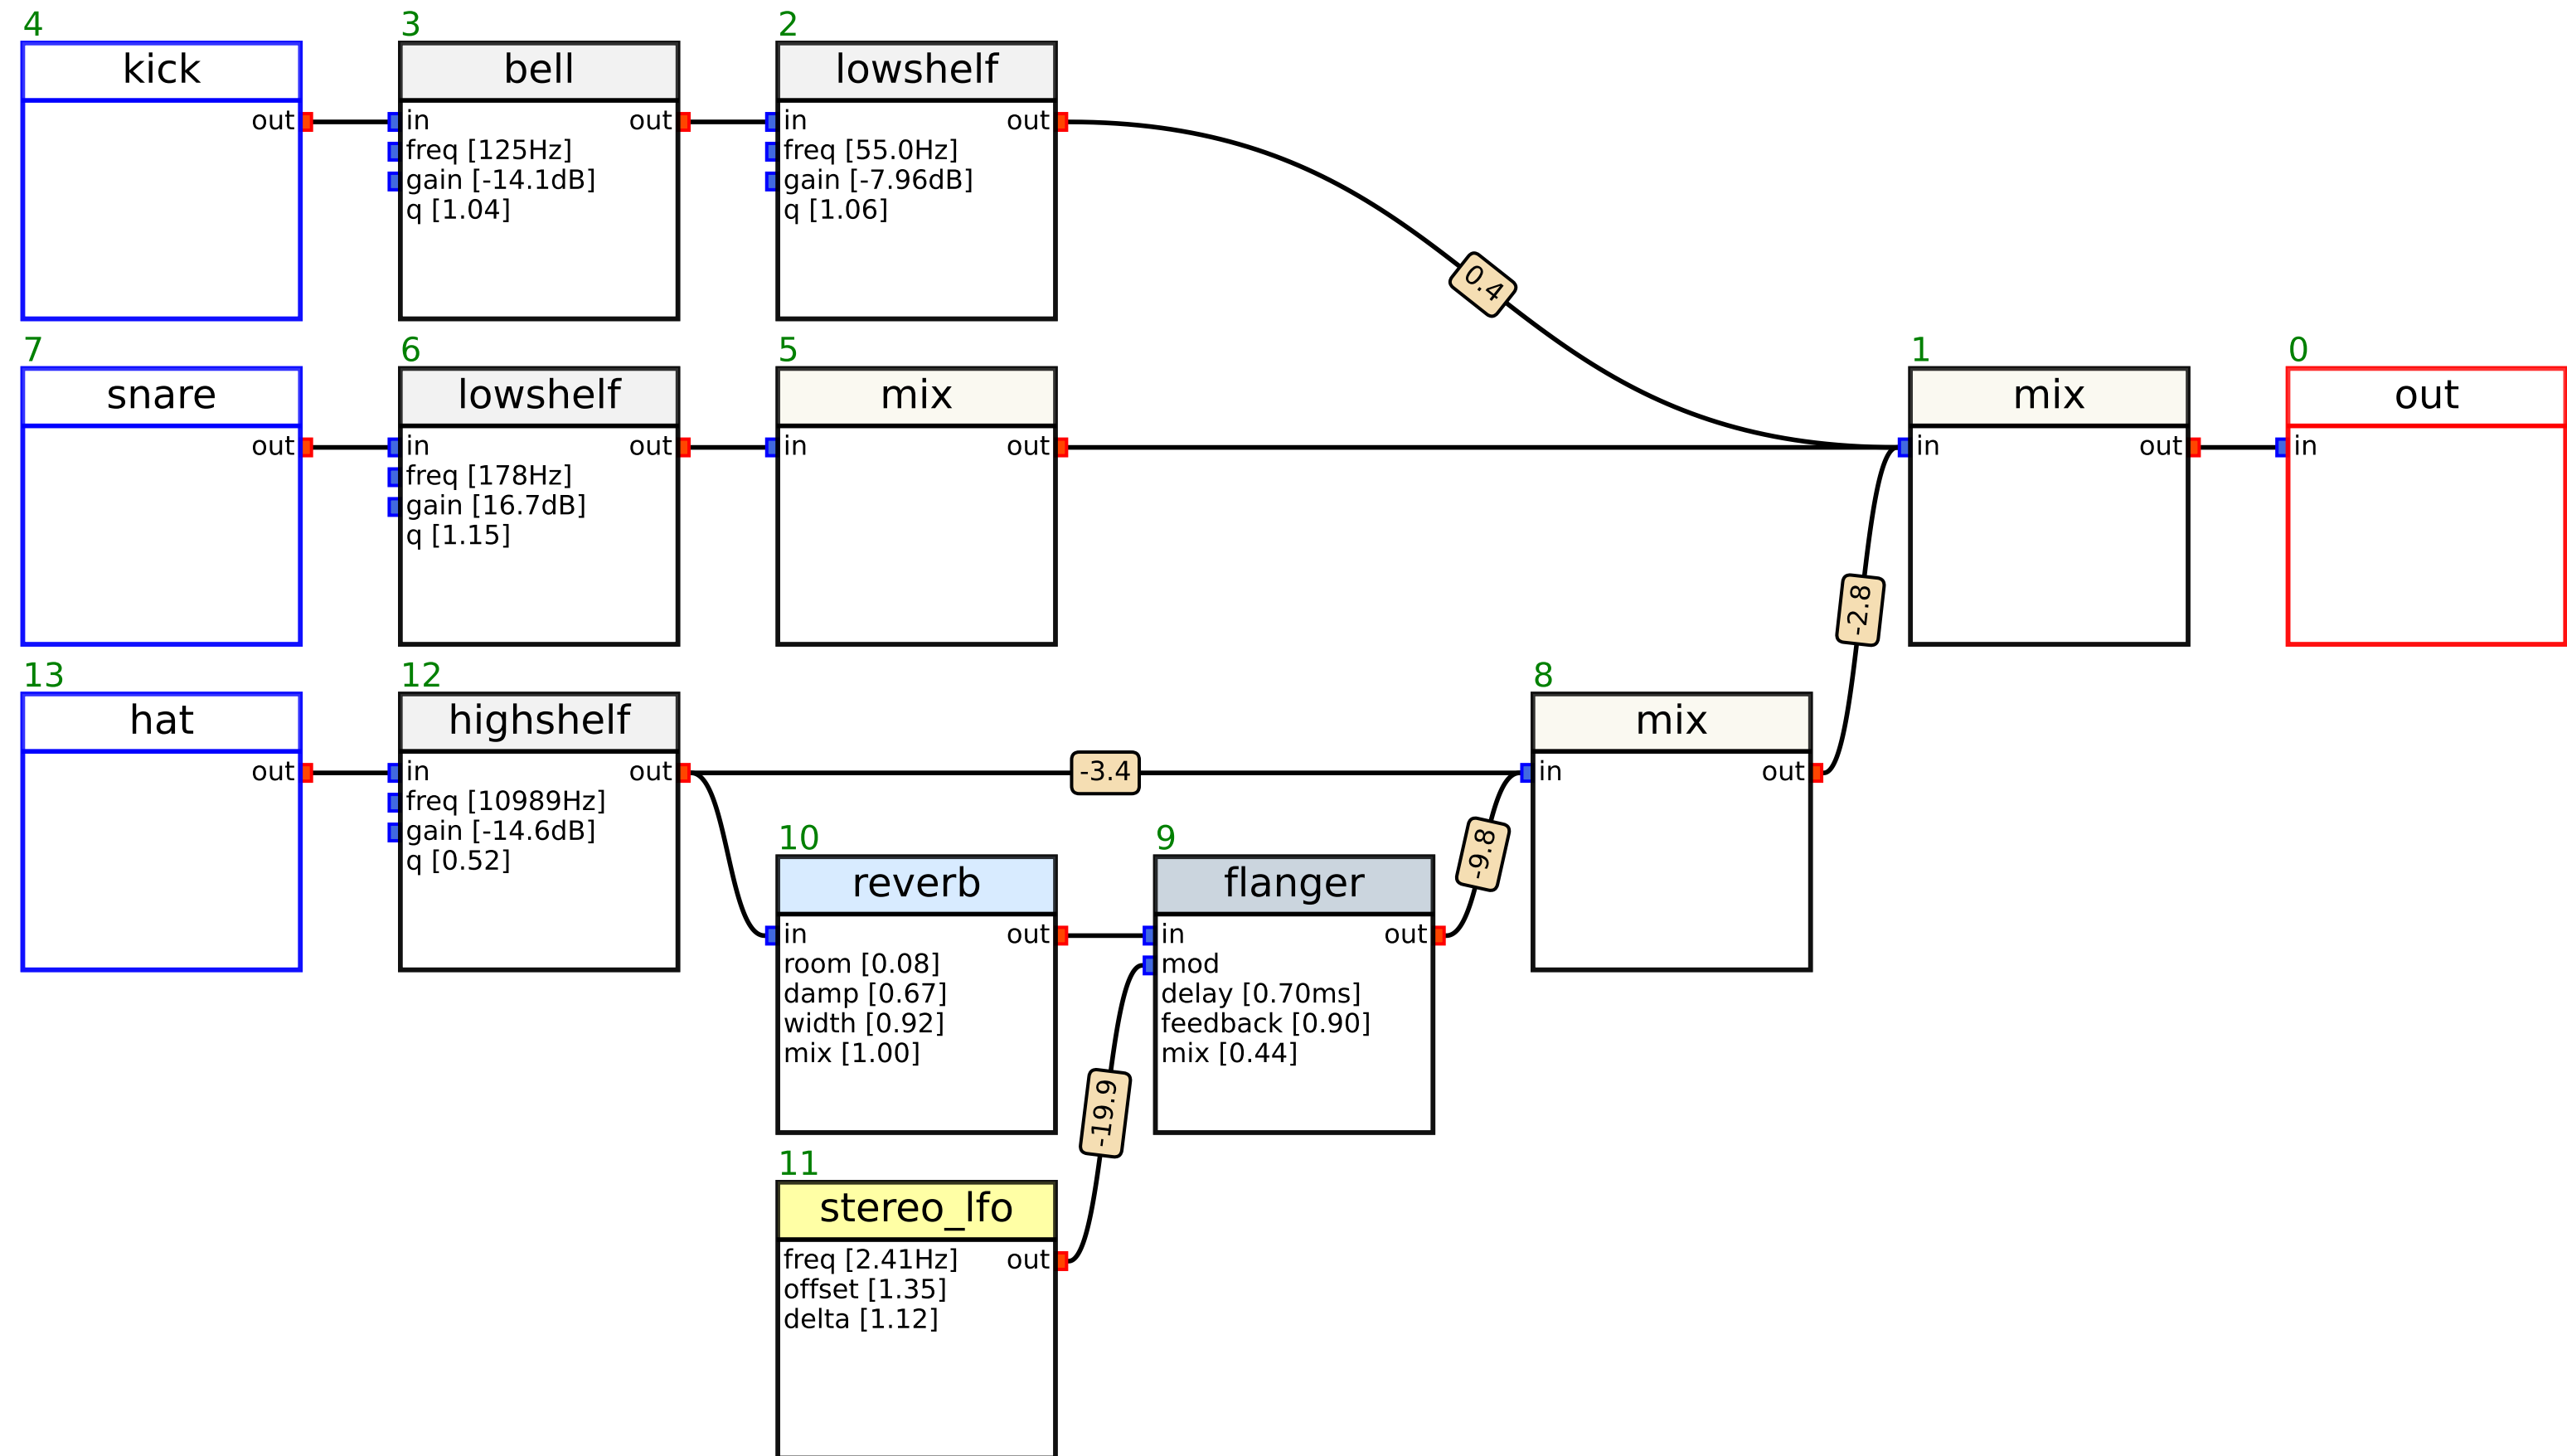 4
kick
out
3
bell
in out
freq [125Hz]
gain [-14.1dB]
q [1.04]
2
lowshelf
in out
freq [55.0Hz]
gain [-7.96dB]
q [1.06]
0.4
7
snare
out
6
lowshelf
in out
freq [178Hz]
gain [16.7dB]
q [1.15]
5
mix
in out
1
mix
in out
0
out
in
-2.8
13
hat
out
12
highshelf
in out
freq [10989Hz]
gain [-14.6dB]
q [0.52]
-3.4
8
mix
in out
10
reverb
in out
room [0.08]
damp [0.67]
width [0.92]
mix [1.00]
9
flanger
in out
mod
delay [0.70ms]
feedback [0.90]
mix [0.44]
-9.8
-19.9
11
stereo_lfo
freq [2.41Hz] out
offset [1.35]
delta [1.12]